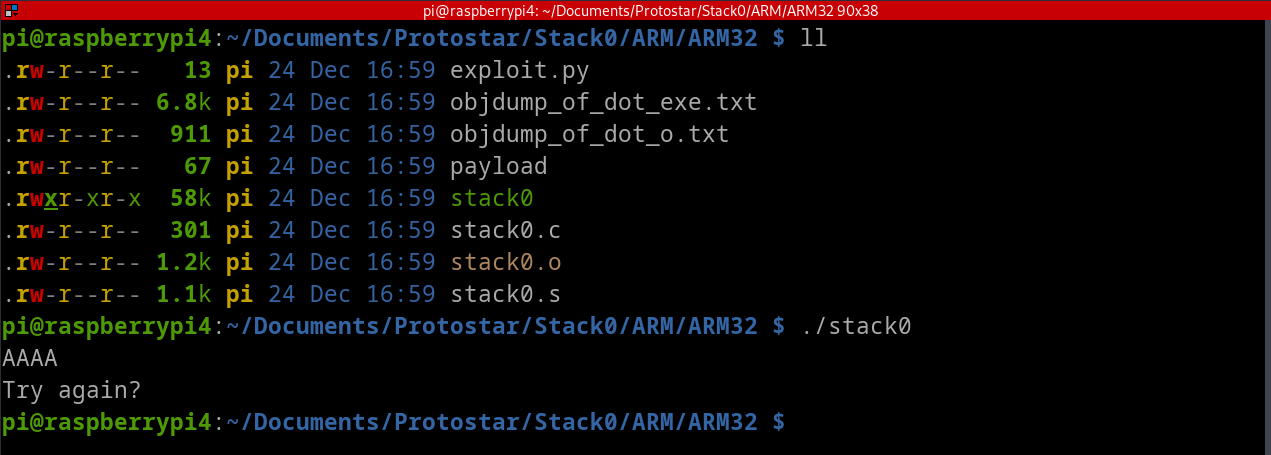 pi@raspberrypi4: ~/Documents/Protostar/Stack0/ARM/ARM32 90x38
pi@raspberrypi4:~/Documents/Protostar/Stack0/ARM/ARM32 $ ll
.rw-r--r--   13 pi 24 Dec 16:59 exploit.py
.rw-r--r-- 6.8k pi 24 Dec 16:59 objdump_of_dot_exe.txt
.rw-r--r--  911 pi 24 Dec 16:59 objdump_of_dot_o.txt
.rw-r--r--   67 pi 24 Dec 16:59 payload
.rwxr-xr-x  58k pi 24 Dec 16:59 stack0
.rw-r--r--  301 pi 24 Dec 16:59 stack0.c
.rw-r--r-- 1.2k pi 24 Dec 16:59 stack0.o
.rw-r--r-- 1.1k pi 24 Dec 16:59 stack0.s
pi@raspberrypi4:~/Documents/Protostar/Stack0/ARM/ARM32 $ ./stack0
AAAA
Try again?
pi@raspberrypi4:~/Documents/Protostar/Stack0/ARM/ARM32 $